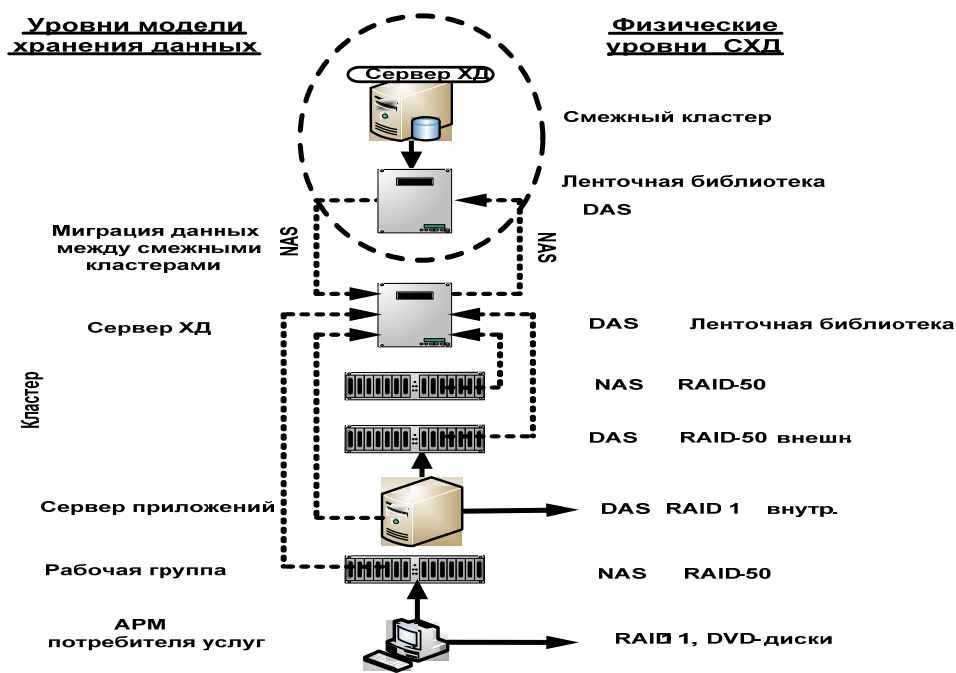 Уровни модели
хранения данных
Физические
уровни СХД
Сервер ХД
Смежный кластер
Ленточная библиотека
DAS
Миграция данных
между смежными
кластерами
NAS
NAS
Сервер ХД
DAS Ленточная библиотека
Кластер
NAS RAID-50
DAS RAID-50 внешн.
Сервер приложений
DAS RAID 1 внутр.
Рабочая группа
NAS RAID-50
АРМ
потребителя услуг
RAID 1, DVD-диски